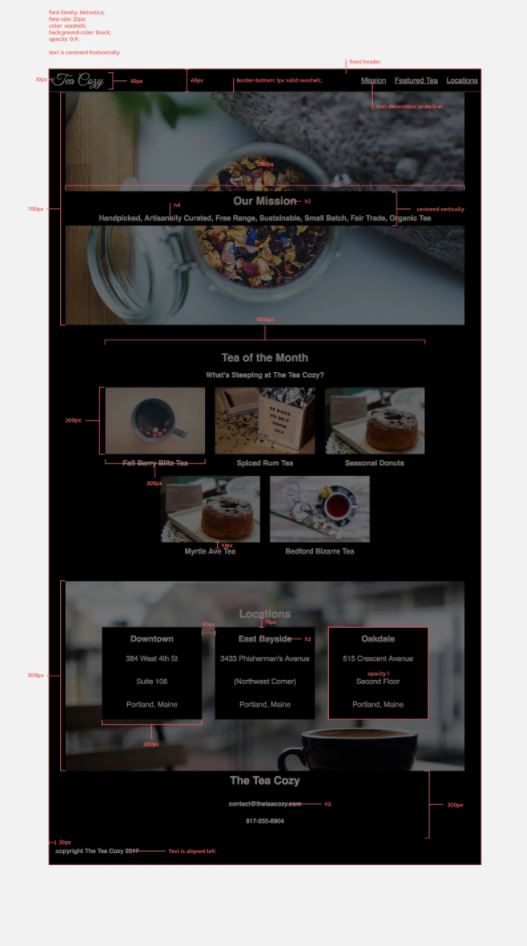 font-family: Helvetica;
font-size: 22px;
color: seashell;
background-color: black;
opacity: 0.9;
text is centered horizontally
fixed header
10px
Tea Cozy
50px
69px
border-bottom: 1px solid seashell;
Mission
Featured Tea
Locations
text-decoration: underline;
1200px
700px
Our Mission
h2
h4
centered vertically
Handpicked, Artisanally Curated, Free Range, Sustainable, Small Batch, Fair Trade, Organic Tea
1000px
Tea of the Month
What's Steeping at The Tea Cozy?
200px
Fall Berry Blitz Tea
Spiced Rum Tea
Seasonal Donuts
300px
10px
Myrtle Ave Tea
Bedford Bizarre Tea
Locations
15px
Downtown
East Bayside
h3
Oakdale
384 West 4th St
3433 Phisherman's Avenue
515 Crescent Avenue
opacity 1
Suite 108
(Northwest Corner)
Second Floor
500px
Portland, Maine
Portland, Maine
Portland, Maine
300px
The Tea Cozy
contact@theteacozy.com
h5
300px
917-555-8904
20px
copyright The Tea Cozy 2017
Text is aligned left